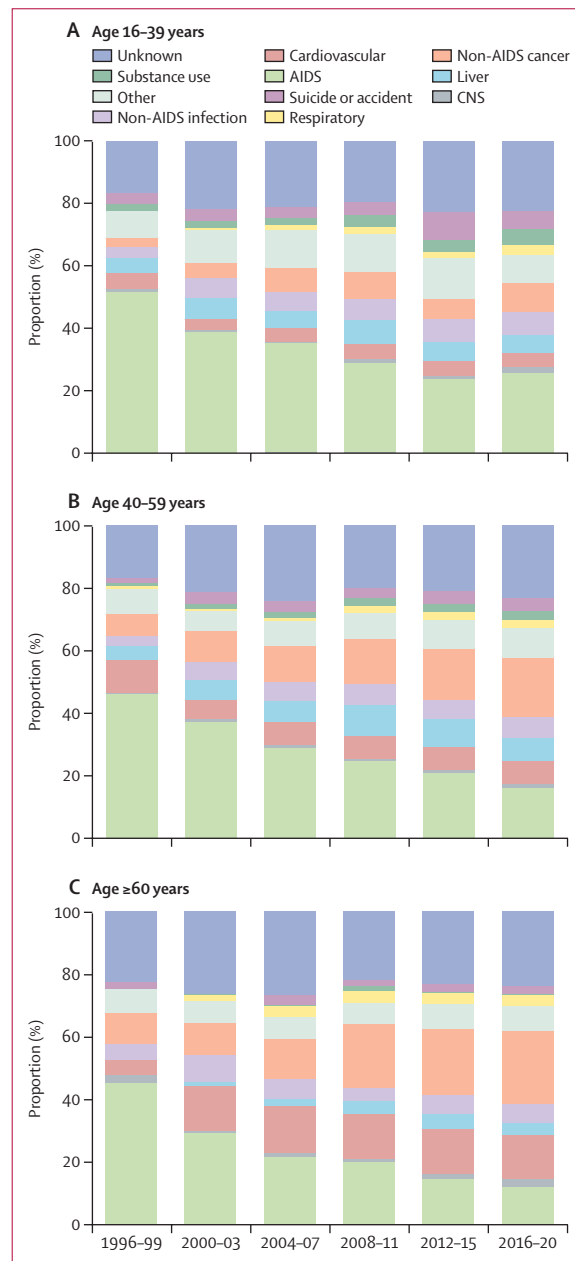 A Age 16–39 years
Unknown Cardiovascular Non-AIDS cancer
Substance use AIDS Liver
Other Suicide or accident CNS
Non-AIDS infection Respiratory
100
80
60
40
20
0
Proportion (%)
B Age 40–59 years
100
80
60
40
20
0
Proportion (%)
C Age ≥60 years
100
80
60
40
20
0
Proportion (%)
1996–99 2000–03 2004–07 2008–11 2012–15 2016–20